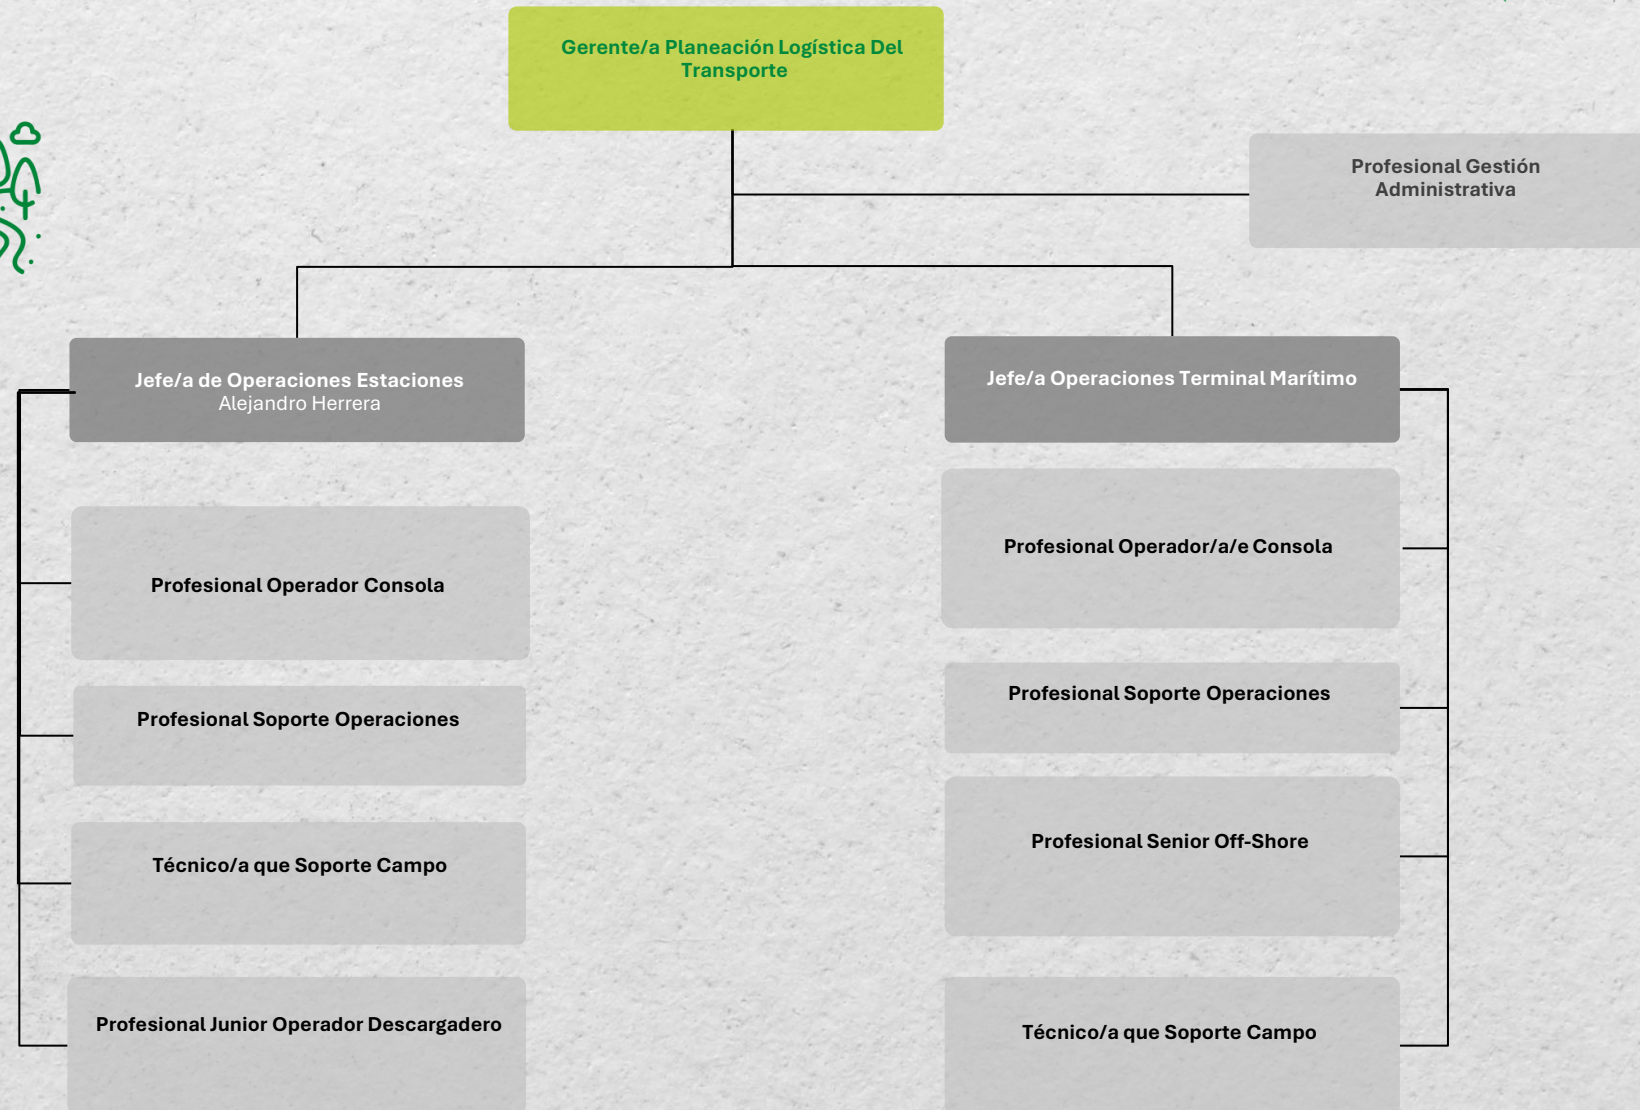 Gerente/a Planeación Logística Del
Transporte
Profesional Gestión
Administrativa
Jefe/a de Operaciones Estaciones
Alejandro Herrera
Profesional Operador Consola
Profesional Soporte Operaciones
Técnico/a que Soporte Campo
Profesional Junior Operador Descargadero
Jefe/a Operaciones Terminal Marítimo
Profesional Operador/a/e Consola
Profesional Soporte Operaciones
Profesional Senior Off-Shore
Técnico/a que Soporte Campo